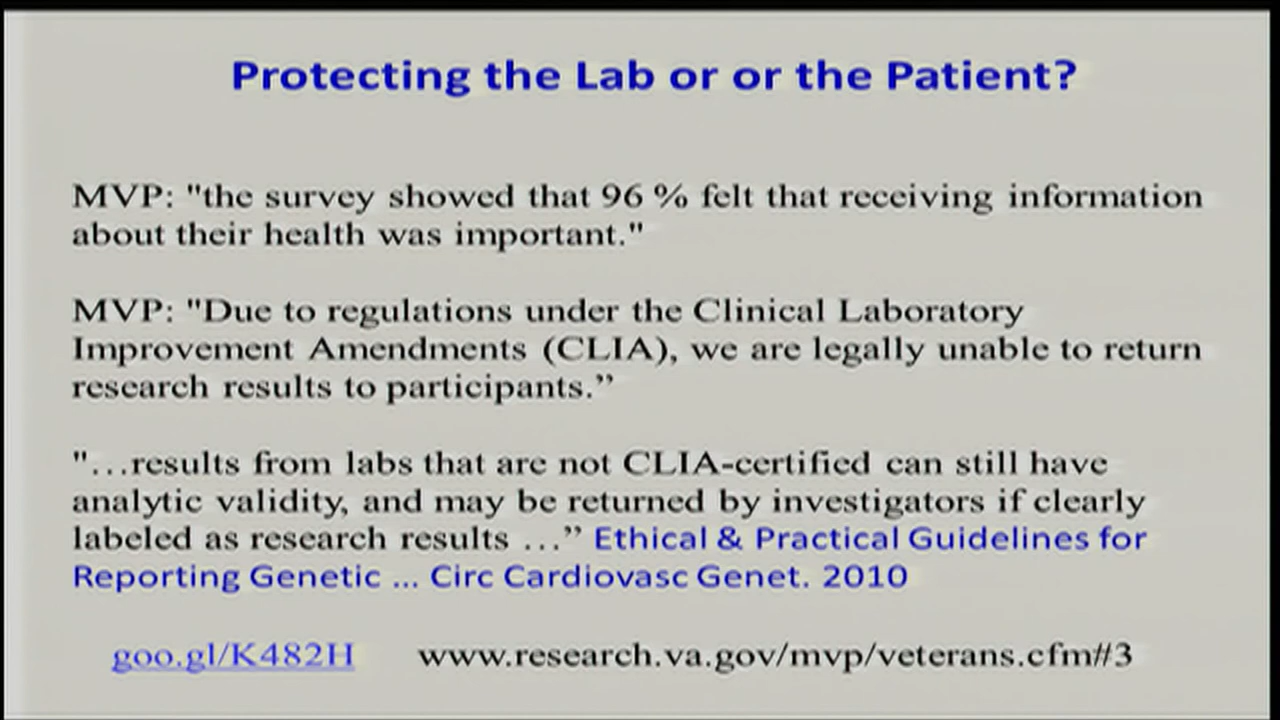 Protecting the Lab or or the Patient?
MVP: "the survey showed that 96 % felt that receiving information
about their health was important."
MVP: "Due to regulations under the Clinical Laboratory
Improvement Amendments (CLIA), we are legally unable to return
research results to participants.”
"…results from labs that are not CLIA-certified can still have
analytic validity, and may be returned by investigators if clearly
labeled as research results …” Ethical & Practical Guidelines for
Reporting Genetic ... Circ Cardiovasc Genet. 2010
goo.gl/K482H www.research.va.gov/mvp/veterans.cfm#3